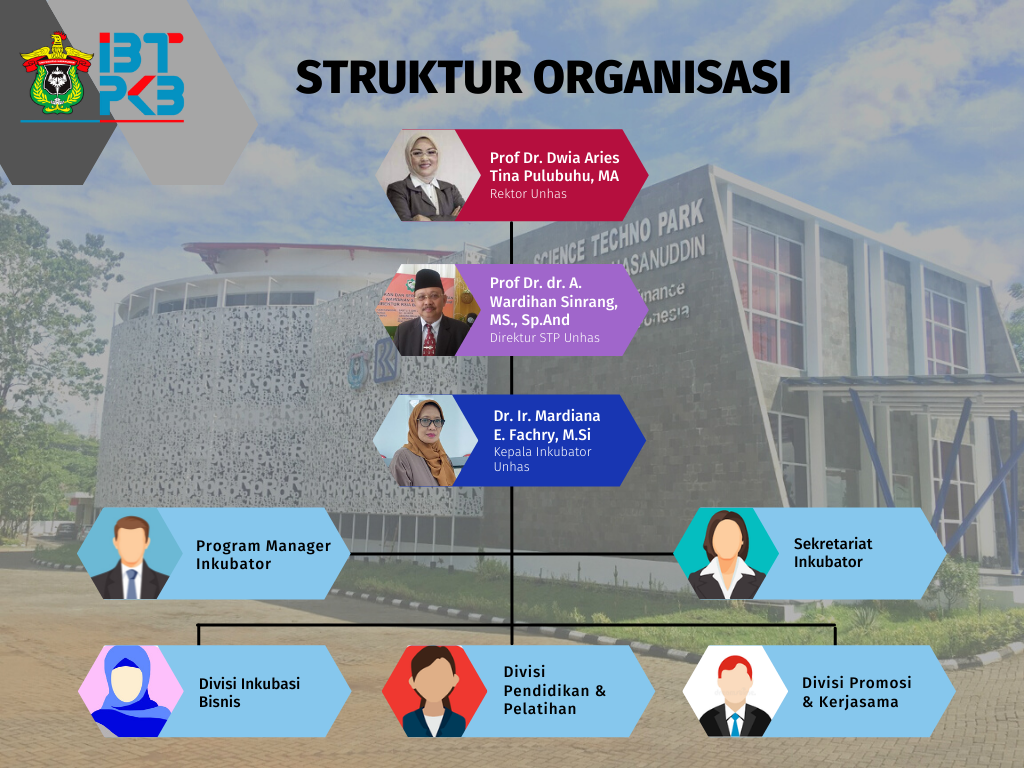 IBT
PKB
STRUKTUR ORGANISASI
Prof Dr. Dwia Aries
Tina Pulubuhu, MA
Rektor Unhas
SCIENCE TECHNO PARK
HASANUDDIN
Prof Dr. dr. A.
Wardihan Sinrang,
MS., Sp.And
Direktur STP Unhas
Dr. Ir. Mardiana
E. Fachry, M.Si
Kepala Inkubator
Unhas
Program Manager
Inkubator
Sekretariat
Inkubator
Divisi Inkubasi
Bisnis
Divisi
Pendidikan &
Pelatihan
Divisi Promosi
& Kerjasama